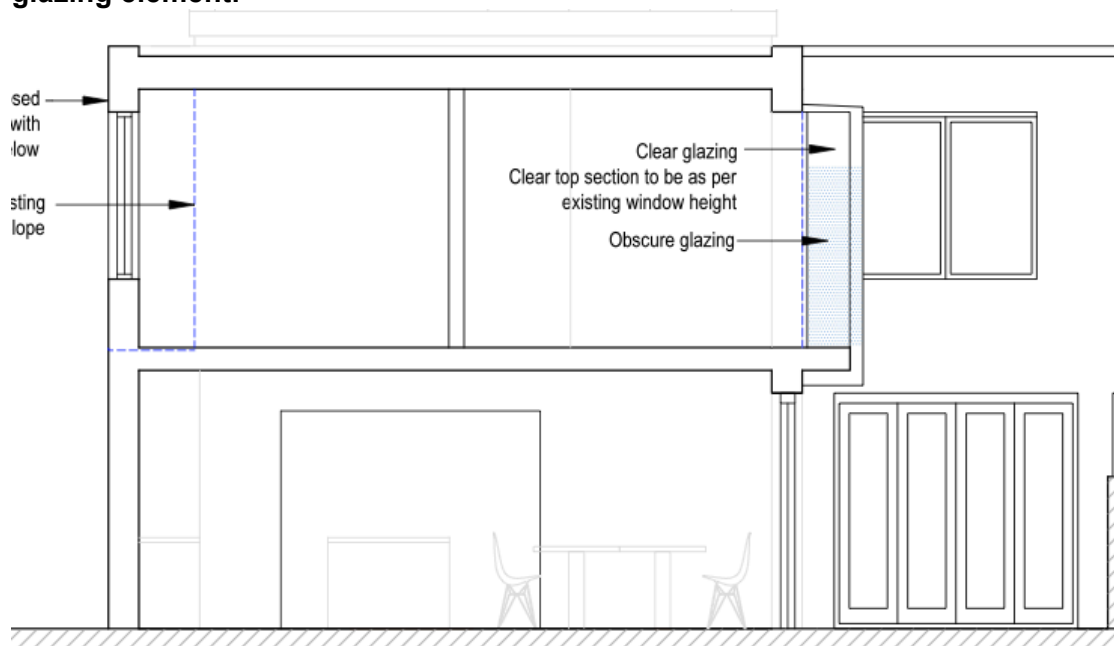 glazing element.
sed
with
low
sting
lope
Clear glazing
Clear top section to be as per
existing window height
Obscure glazing